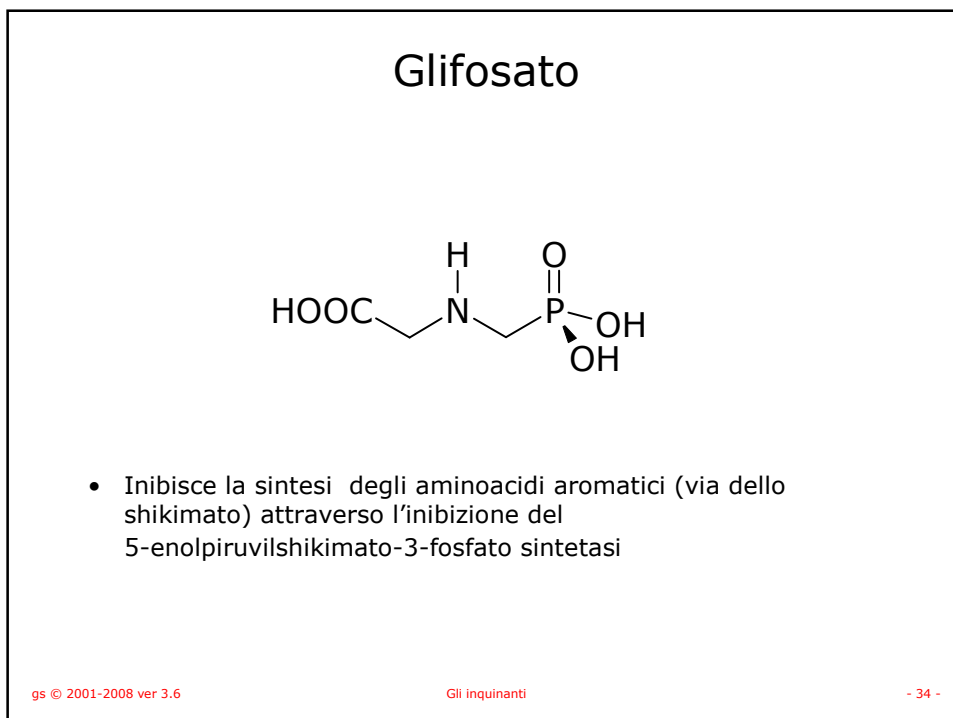 Glifosato
H O
HOOC N P OH
OH
• Inibisce la sintesi degli aminoacidi aromatici (via dello
shikimato) attraverso l’inibizione del
5-enolpiruvilshikimato-3-fosfato sintetasi
gs © 2001-2008 ver 3.6 Gli inquinanti - 34 -